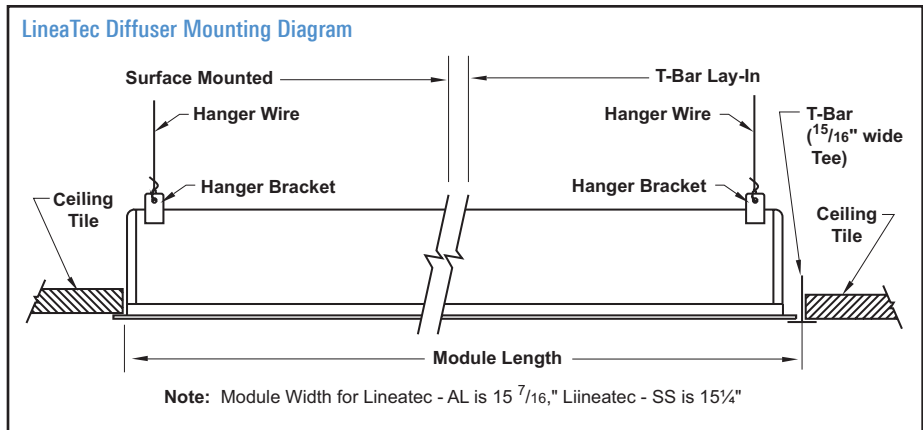 LineaTec Diffuser Mounting Diagram
Surface Mounted
T-Bar Lay-In
Hanger Wire
Hanger Wire
T-Bar
(15/16" wide
Tee)
Hanger Bracket
Hanger Bracket
Ceiling
Tile
Ceiling
Tile
Module Length
Note: Module Width for Lineatec - AL is 15 7/16," Liineatec - SS is 15¼"